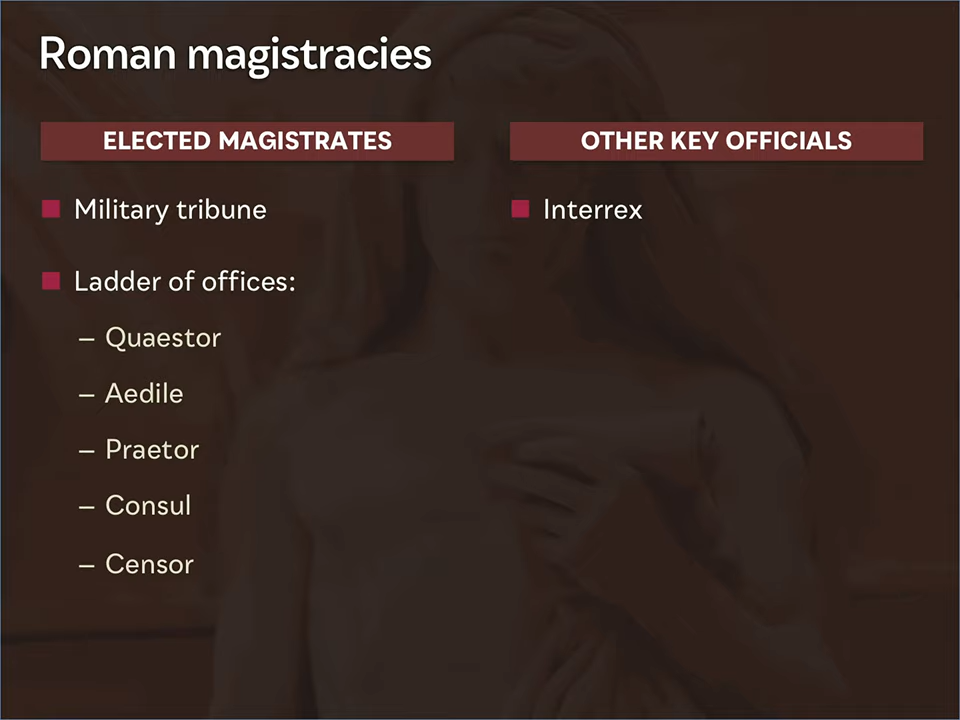 Roman magistracies
ELECTED MAGISTRATES
Military tribune
Ladder of offices:
– Quaestor
– Aedile
– Praetor
– Consul
– Censor
OTHER KEY OFFICIALS
Interrex